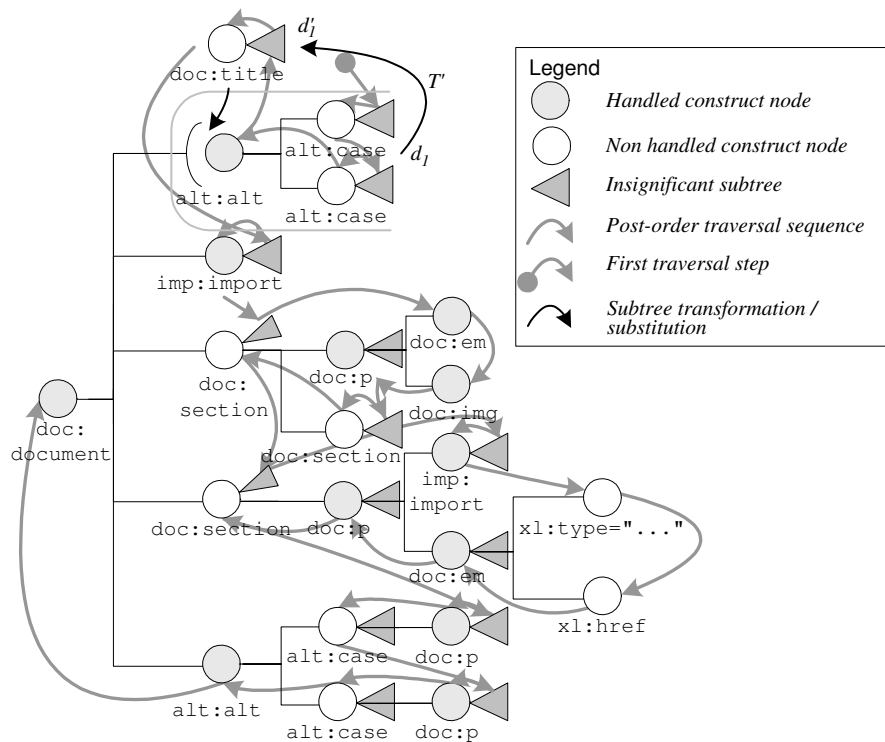 d'1
doc:title
T'
alt:case
d1
alt:alt
alt:case
imp:import
doc:em
doc:
section
doc:p
doc:img
doc:
document
doc:section
imp:
import
doc:section
doc:p
xl:type="..."
doc:em
xl:href
alt:case
doc:p
alt:alt
alt:case
doc:p
Legend
Handled construct node
Non handled construct node
Insignificant subtree
Post-order traversal sequence
First traversal step
Subtree transformation /
substitution